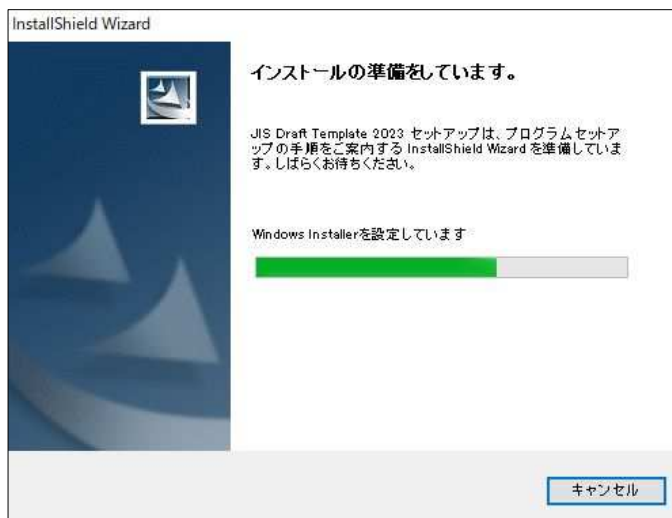 InstallShield Wizard
インストールの準備をしています。
JIS Draft Template 2023 セットアップは、プログラムセットア
ップの手順をご案内する InstallShield Wizard を準備していま
す。しばらくお待ちください。
Windows Installerを設定しています
キャンセル